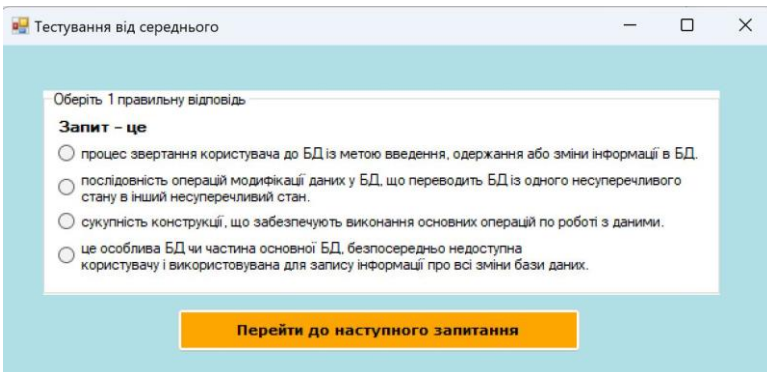 Тестування від середнього
Оберіть 1 правильну відповідь
Запит – це
процес звертання користувача до БД із метою введення, одержання або зміни інформації в БД.
послідовність операцій модифікації даних у БД, що переводить БД із одного несуперечливого
стану в інший несуперечливий стан.
сукупність конструкції, що забезпечують виконання основних операцій по роботі з даними.
це особлива БД чи частина основної БД, безпосередньо недоступна
користувачу і використовувана для запису інформації про всі зміни бази даних.
Перейти до наступного запитання